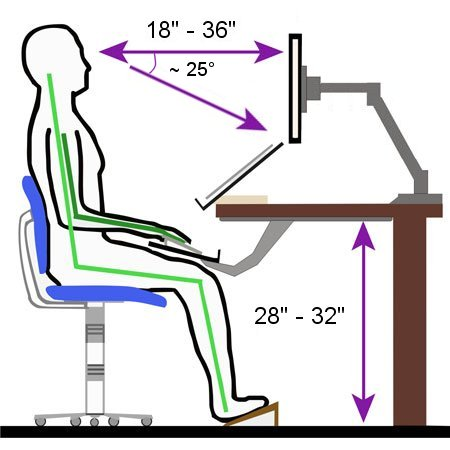 18" - 36"
~ 25°
28" - 32"